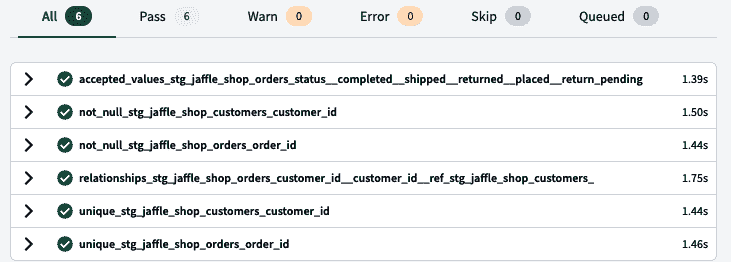 All 6 Pass 6 Warn 0 Error 0 Skip 0 Queued 0
accepted_values_stg_jaffle_shop_orders_status__completed__shipped__returned__placed__return_pending 1.39s
not_null_stg_jaffle_shop_customers_customer_id 1.50s
not_null_stg_jaffle_shop_orders_order_id 1.44s
relationships_stg_jaffle_shop_orders_customer_id__customer_id__ref_stg_jaffle_shop_customers_ 1.75s
unique_stg_jaffle_shop_customers_customer_id 1.44s
unique_stg_jaffle_shop_orders_order_id 1.46s